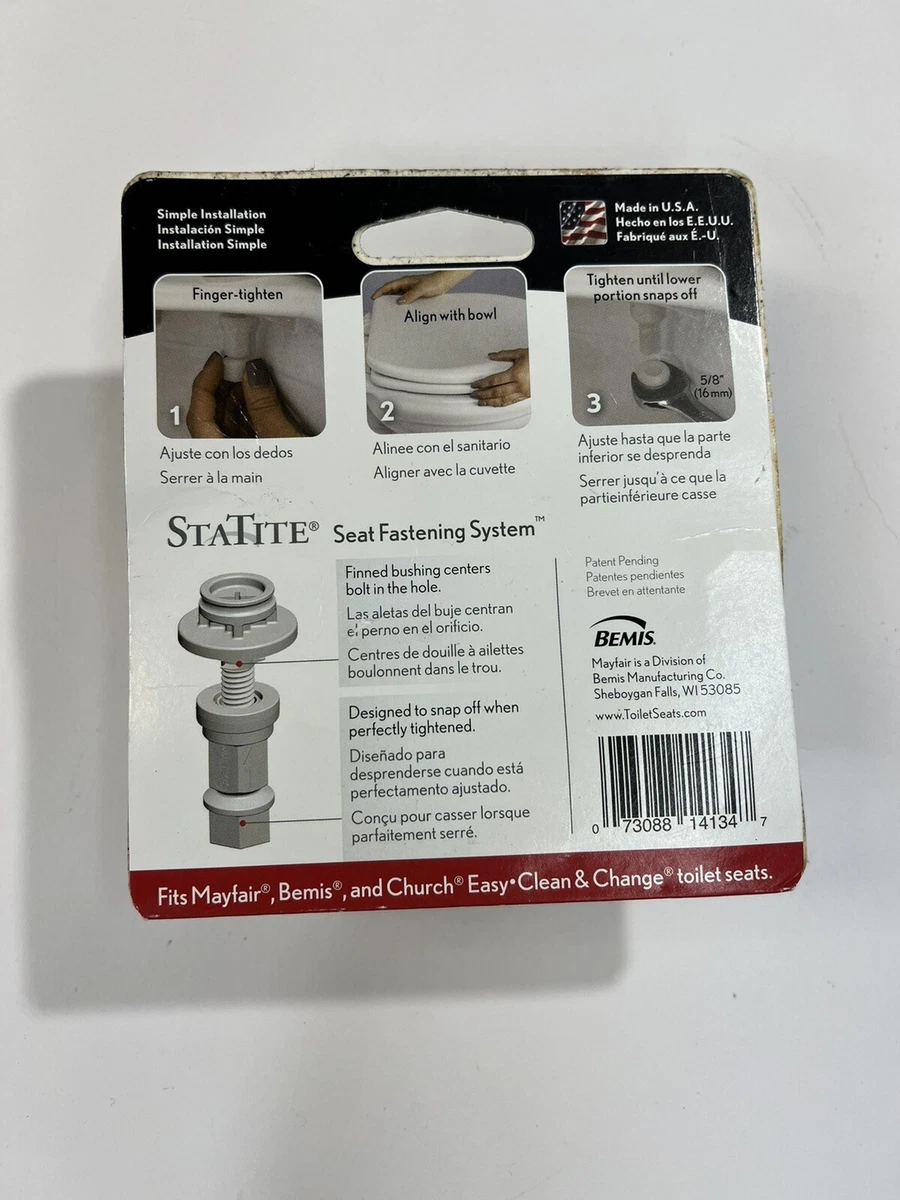 Simple Installation
Instalación Simple
Installation Simple
Made in U.S.A.
Hecho en los E.E.U.U.
Fabriqué aux É.-U.
Finger-tighten
1
Ajuste con los dedos
Serrer à la main
Align with bowl
2
Alinee con el sanitario
Aligner avec la cuvette
Tighten until lower
portion snaps off
5/8"
(16mm)
3
Ajuste hasta que la parte
inferior se desprenda
Serrer jusqu'à ce que la
partieinférieure casse
STATITE® Seat Fastening System™
Finned bushing centers
bolt in the hole.
Las aletas del buje centran
el perno en el orificio.
Centres de douille à ailettes
boulonnent dans le trou.
Designed to snap off when
perfectly tightened.
Diseñado para
desprenderse cuando está
perfectamento ajustado.
Conçu pour casser lorsque
parfaitement serré.
Patent Pending
Patentes pendientes
Brevet en attentante
BEMIS®
Mayfair is a Division of
Bemis Manufacturing Co.
Sheboygan Falls, WI 53085
www.ToiletSeats.com
0 73088 14134 7
Fits Mayfair®, Bemis®, and Church® Easy•Clean & Change® toilet seats.